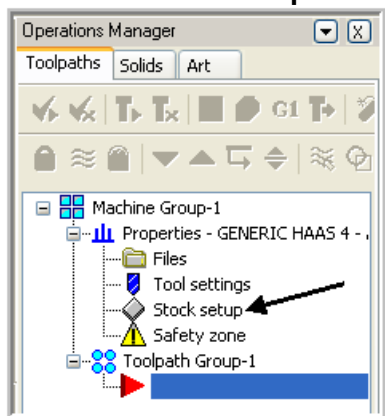 Operations Manager
Toolpaths Solids Art
G1
Machine Group-1
Properties - GENERIC HAAS 4 -
Files
Tool settings
Stock setup
Safety zone
Toolpath Group-1